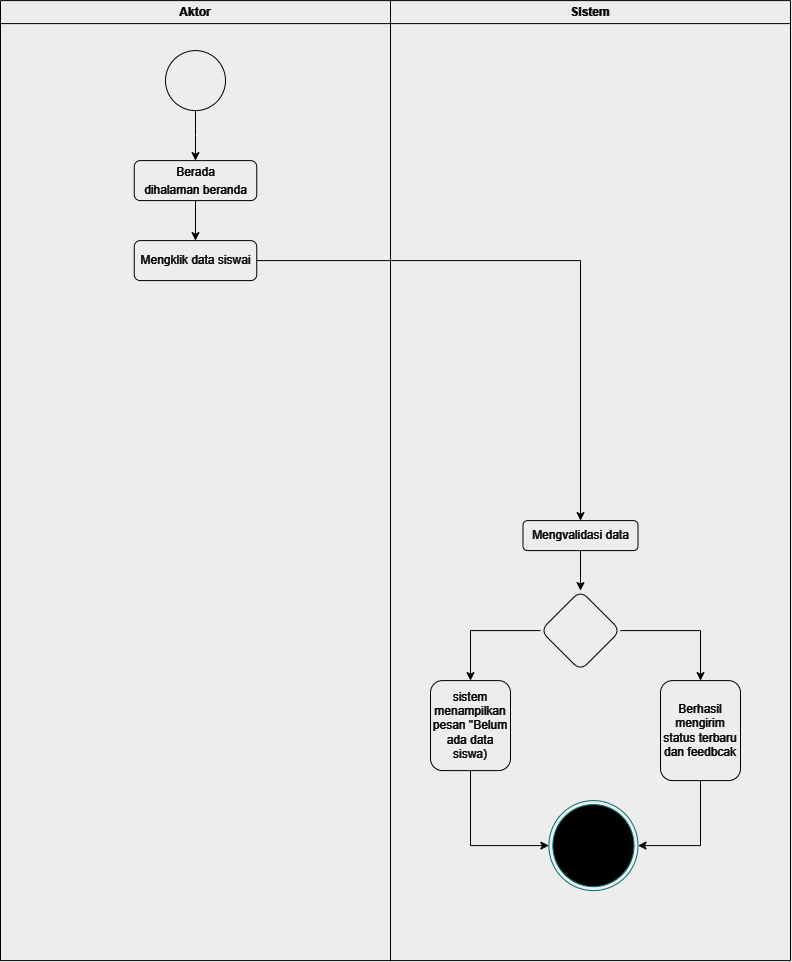 Aktor
Sistem
Berada
dihalaman beranda
Mengklik data siswai
Mengvalidasi data
sistem
menampilkan
pesan "Belum
ada data
siswa)
Berhasil
mengirim
status terbaru
dan feedbcak